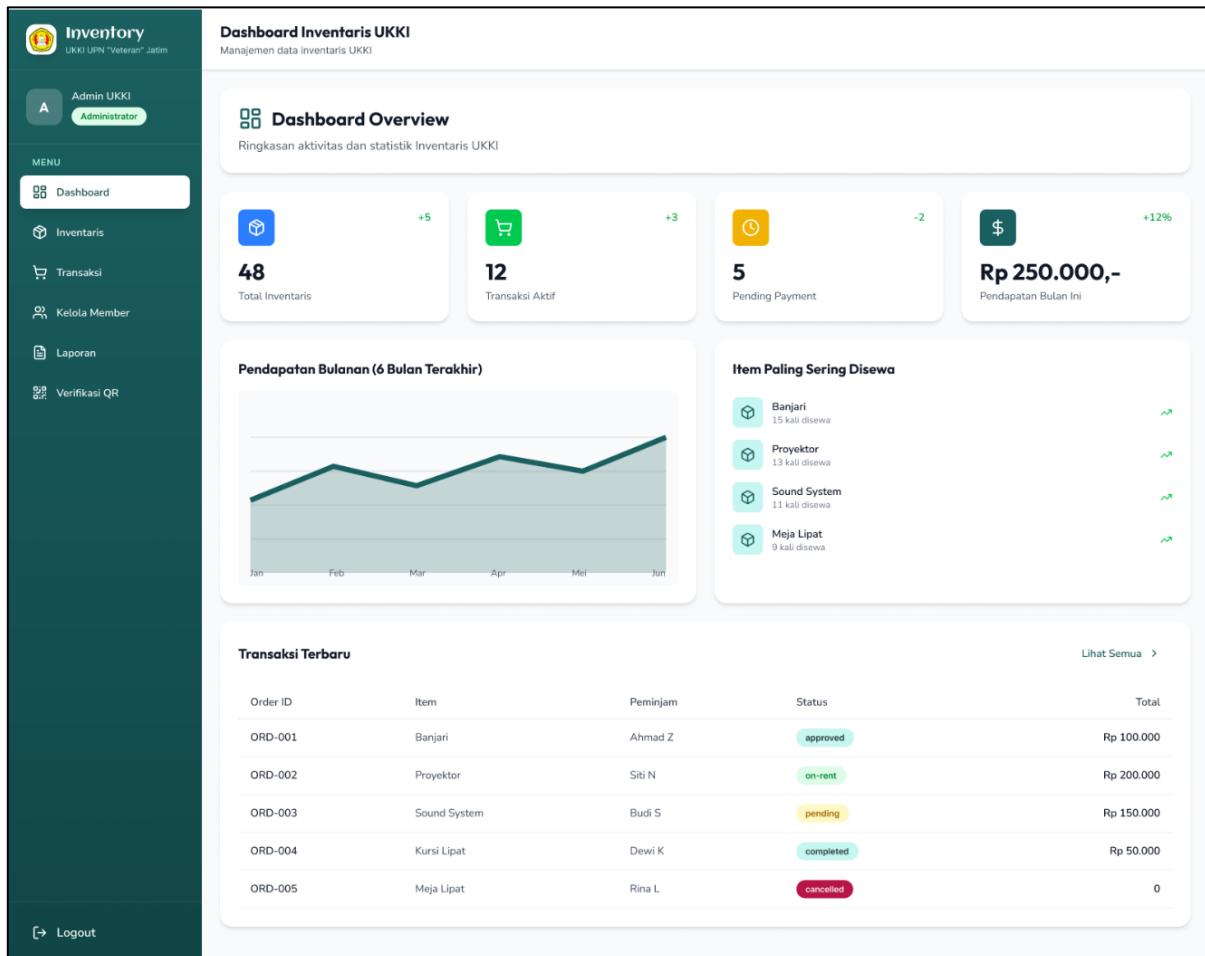 Inventory
UKKI UPN "Veteran" Jatim
A
Admin UKKI
Administrator
MENU
Dashboard
Inventaris
Transaksi
Kelola Member
Laporan
Verifikasi QR
Logout
Dashboard Inventaris UKKI
Manajemen data inventaris UKKI
Dashboard Overview
Ringkasan aktivitas dan statistik Inventaris UKKI
+5
48
Total Inventaris
+3
12
Transaksi Aktif
-2
5
Pending Payment
+12%
Rp 250.000,-
Pendapatan Bulan Ini
Pendapatan Bulanan (6 Bulan Terakhir)
Jan Feb Mar Apr Mei Jun
Item Paling Sering Disewa
Banjari
15 kali disewa
Proyektor
13 kali disewa
Sound System
11 kali disewa
Meja Lipat
9 kali disewa
Transaksi Terbaru
Lihat Semua
Order ID Item Peminjam Status Total
ORD-001 Banjari Ahmad Z approved Rp 100.000
ORD-002 Proyektor Siti N on-rent Rp 200.000
ORD-003 Sound System Budi S pending Rp 150.000
ORD-004 Kursi Lipat Dewi K completed Rp 50.000
ORD-005 Meja Lipat Rina L cancelled 0